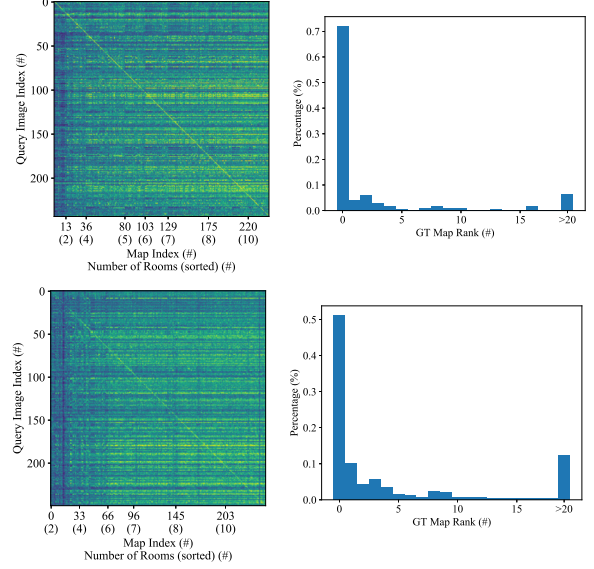 0
50
100
150
200
Query Image Index (#)
13 36 80 103 129 175 220
(2) (4) (5) (6) (7) (8) (10)
Map Index (#)
Number of Rooms (sorted) (#)
0.7
0.6
0.5
0.4
0.3
0.2
0.1
0.0
Percentage (%)
0 5 10 15 >20
GT Map Rank (#)
0
50
100
150
200
Query Image Index (#)
0 33 66 96 145 203
(2) (4) (6) (7) (8) (10)
Map Index (#)
Number of Rooms (sorted) (#)
0.5
0.4
0.3
0.2
0.1
0.0
Percentage (%)
0 5 10 15 >20
GT Map Rank (#)